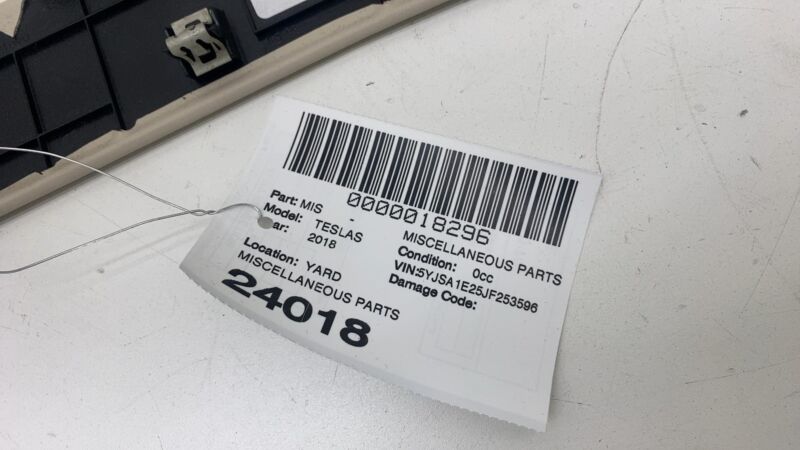 0000018296
Part: MIS - MISCELLANEOUS PARTS
Model: TESLAS Condition: 0cc
ar: 2018 VIN:5YJSA1E25JF253596
Damage Code:
Location: YARD
MISCELLANEOUS PARTS
24018